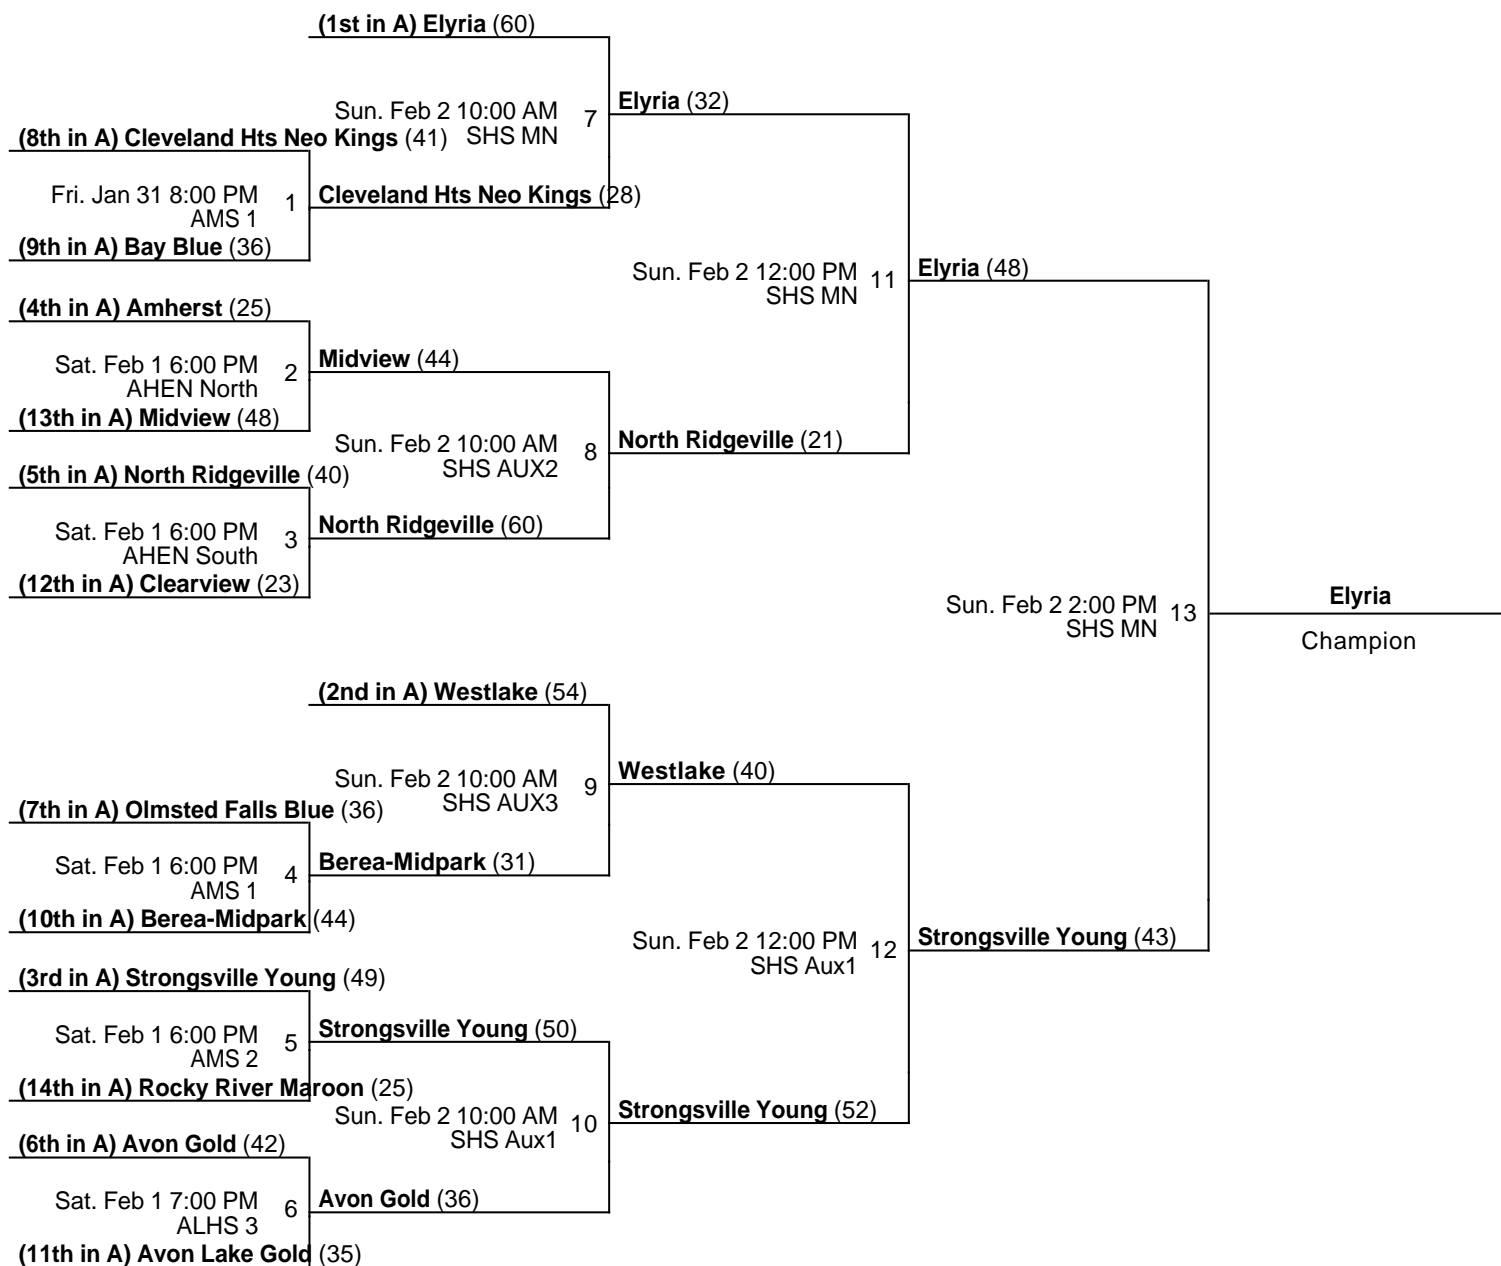 (1st in A) Elyria (60)
Sun. Feb 2 10:00 AM
SHS MN
7
Elyria (32)
(8th in A) Cleveland Hts Neo Kings (41)
Fri. Jan 31 8:00 PM
AMS 1
1
Cleveland Hts Neo Kings (28)
(9th in A) Bay Blue (36)
Sun. Feb 2 12:00 PM
SHS MN
11
Elyria (48)
(4th in A) Amherst (25)
Sat. Feb 1 6:00 PM
AHEN North
2
Midview (44)
(13th in A) Midview (48)
Sun. Feb 2 10:00 AM
SHS AUX2
8
North Ridgeville (21)
(5th in A) North Ridgeville (40)
Sat. Feb 1 6:00 PM
AHEN South
3
North Ridgeville (60)
(12th in A) Clearview (23)
Sun. Feb 2 2:00 PM
SHS MN
13
Elyria
Champion
(2nd in A) Westlake (54)
Sun. Feb 2 10:00 AM
SHS AUX3
9
Westlake (40)
(7th in A) Olmsted Falls Blue (36)
Sat. Feb 1 6:00 PM
AMS 1
4
Berea-Midpark (31)
(10th in A) Berea-Midpark (44)
Sun. Feb 2 12:00 PM
SHS Aux1
12
Strongsville Young (43)
(3rd in A) Strongsville Young (49)
Sat. Feb 1 6:00 PM
AMS 2
5
Strongsville Young (50)
(14th in A) Rocky River Maroon (25)
Sun. Feb 2 10:00 AM
SHS Aux1
10
Strongsville Young (52)
(6th in A) Avon Gold (42)
Sat. Feb 1 7:00 PM
ALHS 3
6
Avon Gold (36)
(11th in A) Avon Lake Gold (35)